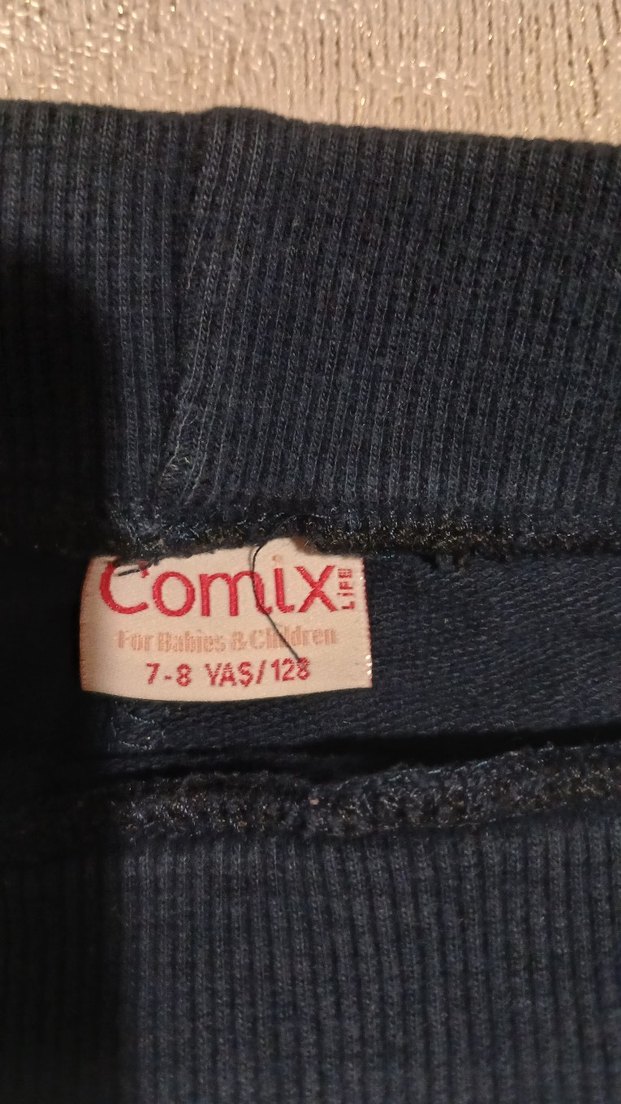 Comix LiFE
For Babies & Children
7-8 YAŞ/128